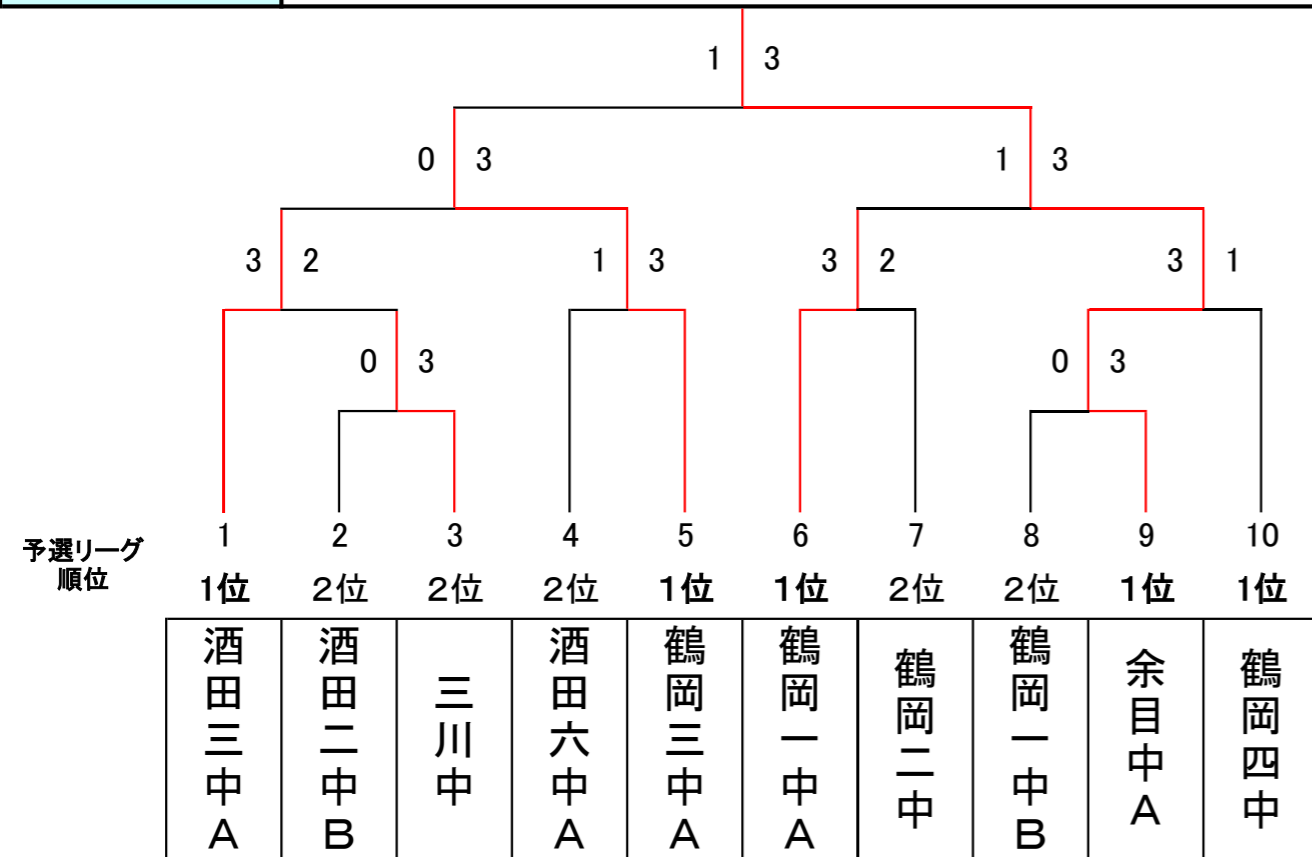 1 3
0 3 1 3
3 2 1 3 3 2 3 1
0 3 0 3
1 2 3 4 5 6 7 8 9 10
予選リーグ
順位
1位 2位 2位 2位 1位 1位 2位 2位 1位 1位
酒田三中A
酒田二中B
三川中
酒田六中A
鶴岡三中A
鶴岡一中A
鶴岡二中
鶴岡一中B
余目中A
鶴岡四中